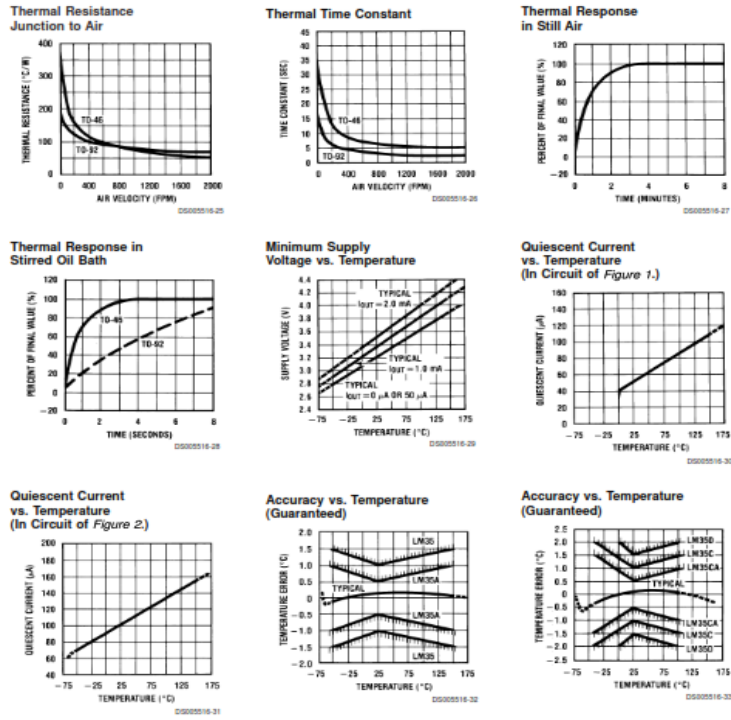 Thermal Resistance
Junction to Air
400
300
200
100
0
THERMAL RESISTANCE (°C/W)
TO-46
TO-92
0 400 800 1200 1600 2000
AIR VELOCITY (FPM)
DS005516-25
Thermal Time Constant
45
40
35
30
25
20
15
10
5
0
TIME CONSTANT (SEC)
TO-46
TO-92
0 400 800 1200 1600 2000
AIR VELOCITY (FPM)
DS005516-26
Thermal Response
in Still Air
120
100
80
60
40
20
0
-20
PERCENT OF FINAL VALUE (%)
0 2 4 6 8
TIME (MINUTES)
DS005516-27
Thermal Response in
Stirred Oil Bath
120
100
80
60
40
20
0
-20
PERCENT OF FINAL VALUE (%)
TO-46
TO-92
0 2 4 6 8
TIME (SECONDS)
DS005516-28
Minimum Supply
Voltage vs. Temperature
4.4
4.2
4.0
3.8
3.6
3.4
3.2
3.0
2.8
2.6
2.4
SUPPLY VOLTAGE (V)
TYPICAL
IOUT = 2.0 mA
TYPICAL
IOUT = 1.0 mA
TYPICAL
IOUT = 0 µA OR 50 µA
-75 -25 25 75 125 175
TEMPERATURE (°C)
DS005516-29
Quiescent Current
vs. Temperature
(In Circuit of Figure 1.)
160
140
120
100
80
60
40
20
0
QUIESCENT CURRENT (µA)
-75 -25 25 75 125 175
TEMPERATURE (°C)
DS005516-30
Quiescent Current
vs. Temperature
(In Circuit of Figure 2.)
200
180
160
140
120
100
80
60
40
QUIESCENT CURRENT (µA)
-75 -25 25 75 125 175
TEMPERATURE (°C)
DS005516-31
Accuracy vs. Temperature
(Guaranteed)
2.0
1.5
1.0
0.5
0
-0.5
-1.0
-1.5
-2.0
TEMPERATURE ERROR (°C)
LM35
LM35A
TYPICAL
LM35A
LM35
-75 -25 25 75 125 175
TEMPERATURE (°C)
DS005516-32
Accuracy vs. Temperature
(Guaranteed)
2.5
2.0
1.5
1.0
0.5
0
-0.5
-1.0
-1.5
-2.0
-2.5
TEMPERATURE ERROR (°C)
LM35D
LM35C
LM35CA
TYPICAL
LM35CA
LM35C
LM35D
-75 -25 25 75 125 175
TEMPERATURE (°C)
DS005516-33